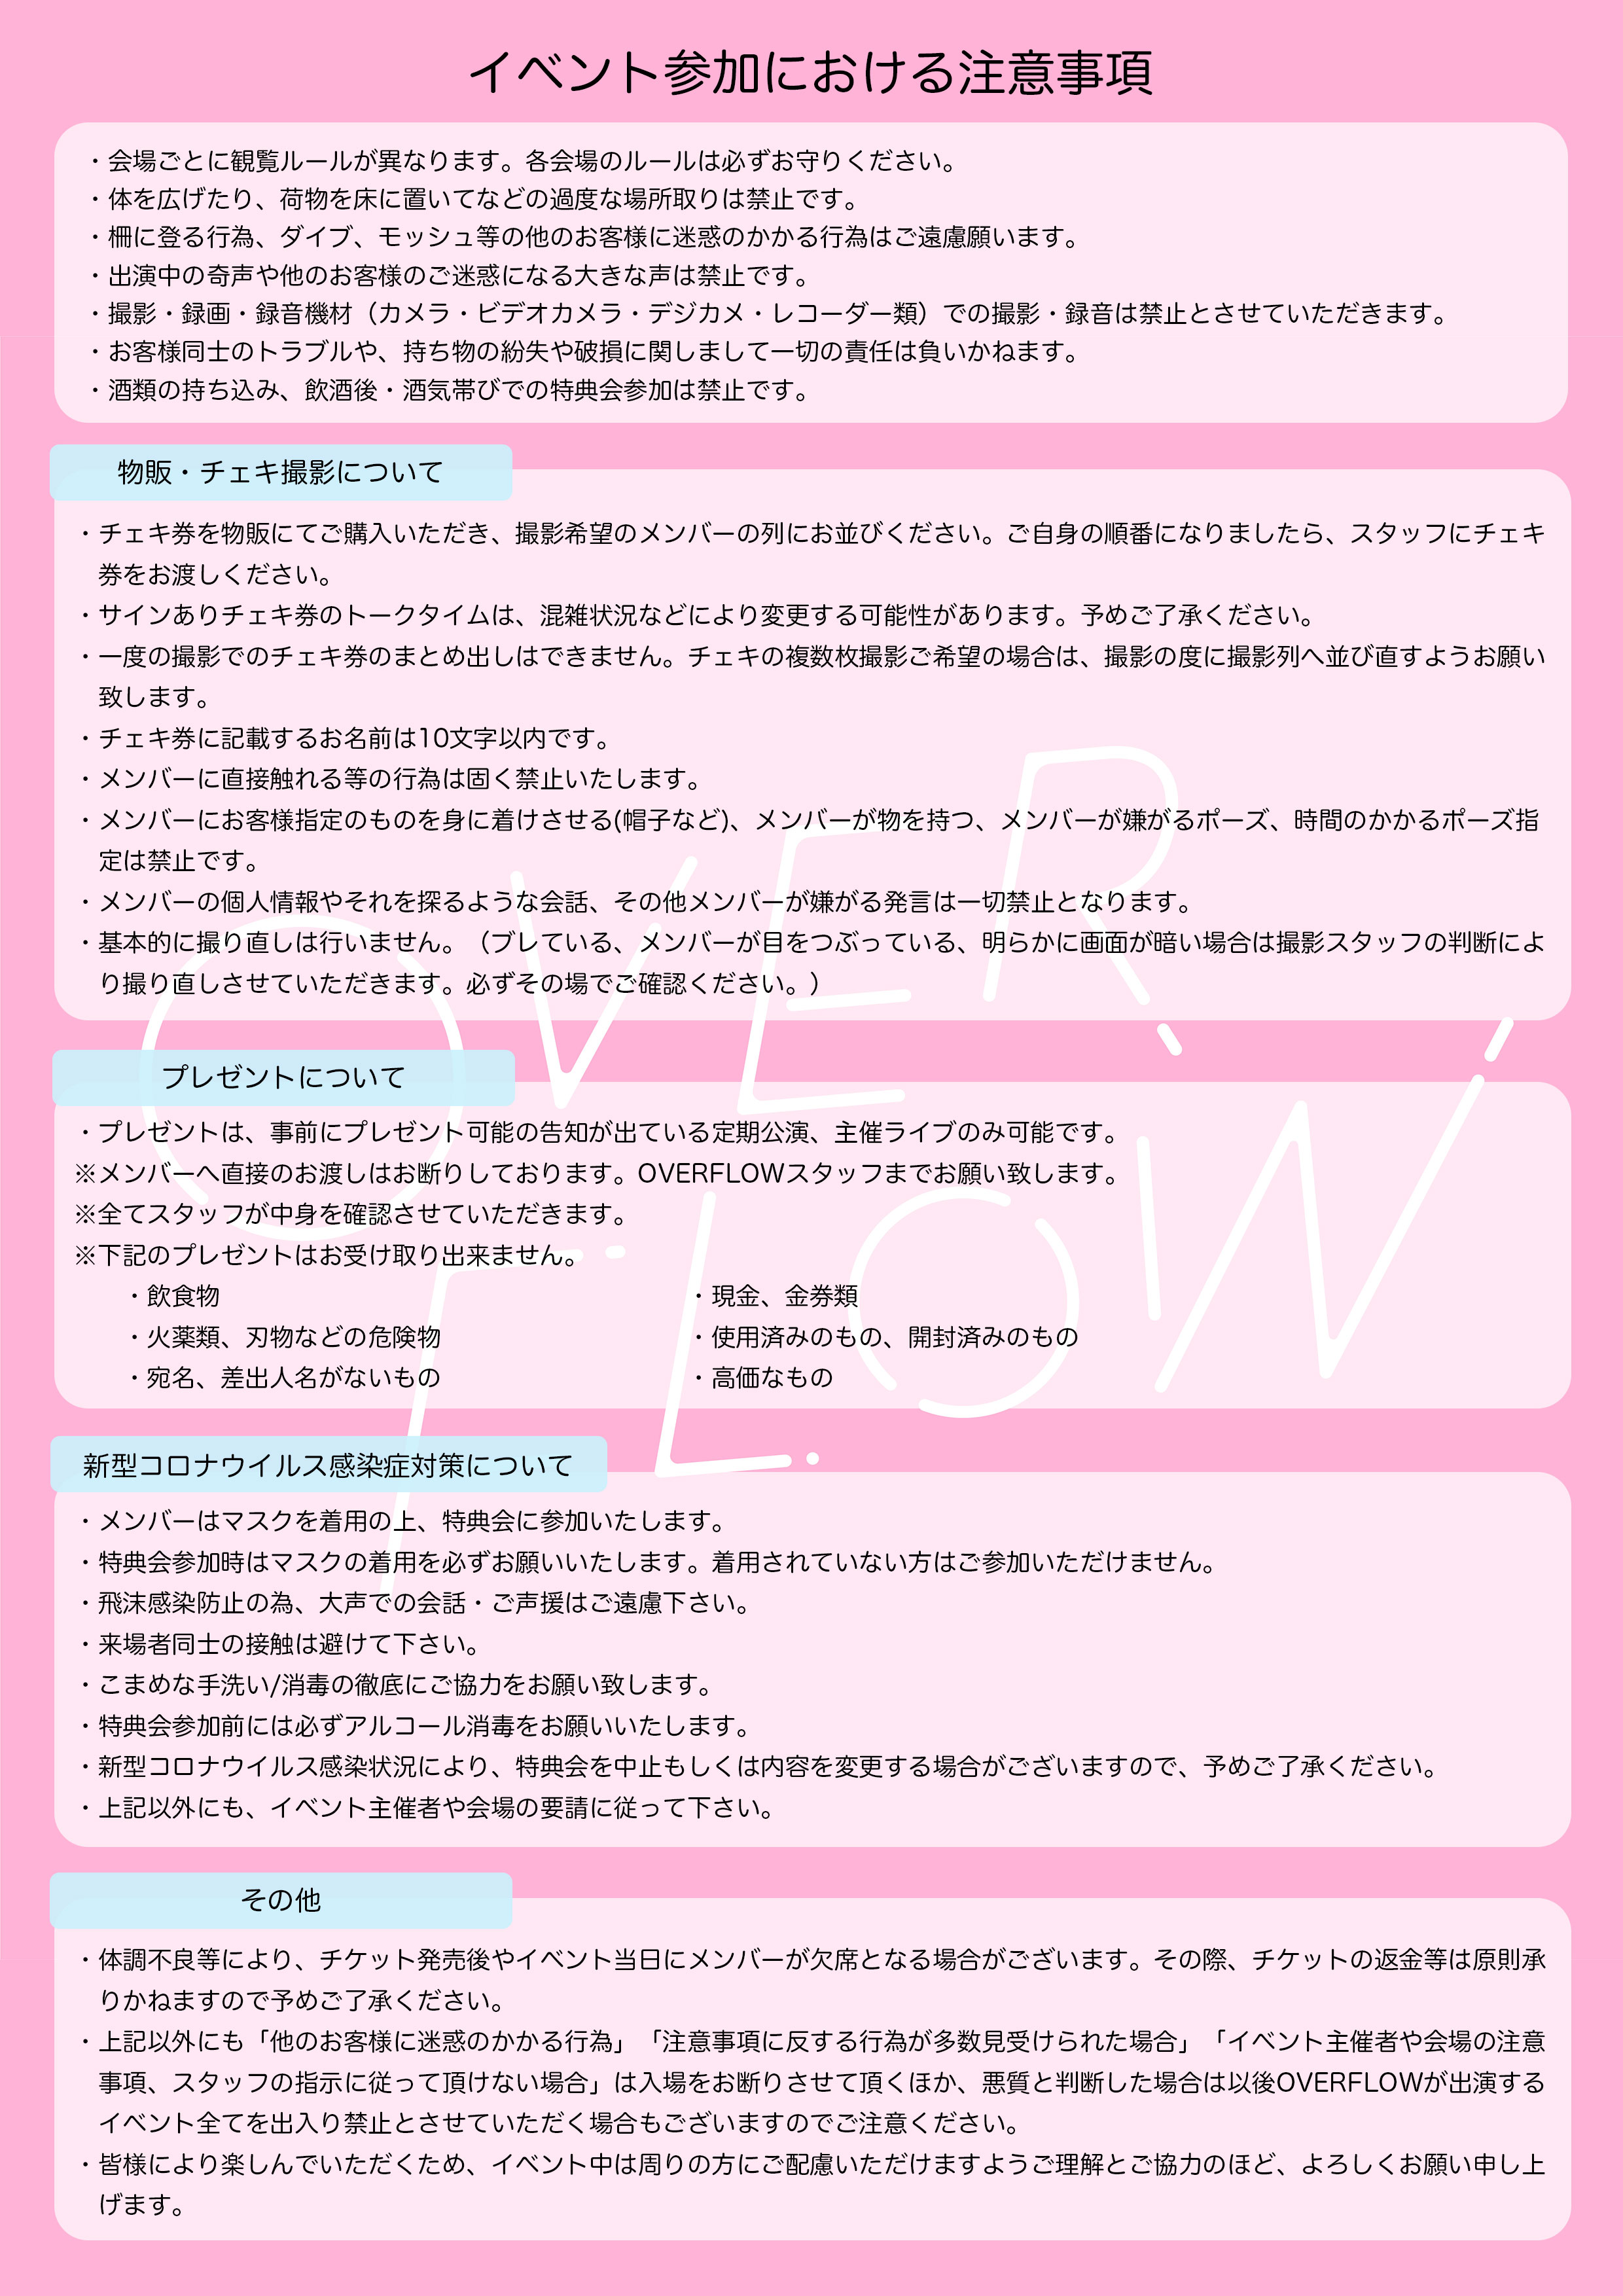 イベント参加における注意事項
・会場ごとに観覧ルールが異なります。各会場のルールは必ずお守りください。
・体を広げたり、荷物を床に置いてなどの過度な場所取りは禁止です。
・柵に登る行為、ダイブ、モッシュ等の他のお客様に迷惑のかかる行為はご遠慮願います。
・出演中の奇声や他のお客様のご迷惑になる大きな声は禁止です。
・撮影・録画・録音機材（カメラ・ビデオカメラ・デジカメ・レコーダー類）での撮影・録音は禁止とさせていただきます。
・お客様同士のトラブルや、持ち物の紛失や破損に関しまして一切の責任は負いかねます。
・酒類の持ち込み、飲酒後・酒気帯びでの特典会参加は禁止です。
物販・チェキ撮影について
・チェキ券を物販にてご購入いただき、撮影希望のメンバーの列にお並びください。ご自身の順番になりましたら、スタッフにチェキ
券をお渡しください。
・サインありチェキ券のトークタイムは、混雑状況などにより変更する可能性があります。予めご了承ください。
・一度の撮影でのチェキ券のまとめ出しはできません。チェキの複数枚撮影ご希望の場合は、撮影の度に撮影列へ並び直すようお願い
致します。
・チェキ券に記載するお名前は10文字以内です。
・メンバーに直接触れる等の行為は固く禁止いたします。
・メンバーにお客様指定のものを身に着けさせる(帽子など)、メンバーが物を持つ、メンバーが嫌がるポーズ、時間のかかるポーズ指
定は禁止です。
・メンバーの個人情報やそれを探るような会話、その他メンバーが嫌がる発言は一切禁止となります。
・基本的に撮り直しは行いません。（ブレている、メンバーが目をつぶっている、明らかに画面が暗い場合は撮影スタッフの判断によ
り撮り直しさせていただきます。必ずその場でご確認ください。）
OVER
FLOW
プレゼントについて
・プレゼントは、事前にプレゼント可能の告知が出ている定期公演、主催ライブのみ可能です。
※メンバーへ直接のお渡しはお断りしております。OVERFLOWスタッフまでお願い致します。
※全てスタッフが中身を確認させていただきます。
※下記のプレゼントはお受け取り出来ません。
・飲食物 ・現金、金券類
・火薬類、刃物などの危険物 ・使用済みのもの、開封済みのもの
・宛名、差出人名がないもの ・高価なもの
新型コロナウイルス感染症対策について
・メンバーはマスクを着用の上、特典会に参加いたします。
・特典会参加時はマスクの着用を必ずお願いいたします。着用されていない方はご参加いただけません。
・飛沫感染防止の為、大声での会話・ご声援はご遠慮下さい。
・来場者同士の接触は避けて下さい。
・こまめな手洗い/消毒の徹底にご協力をお願い致します。
・特典会参加前には必ずアルコール消毒をお願いいたします。
・新型コロナウイルス感染状況により、特典会を中止もしくは内容を変更する場合がございますので、予めご了承ください。
・上記以外にも、イベント主催者や会場の要請に従って下さい。
その他
・体調不良等により、チケット発売後やイベント当日にメンバーが欠席となる場合がございます。その際、チケットの返金等は原則承
りかねますので予めご了承ください。
・上記以外にも「他のお客様に迷惑のかかる行為」「注意事項に反する行為が多数見受けられた場合」「イベント主催者や会場の注意
事項、スタッフの指示に従って頂けない場合」は入場をお断りさせて頂くほか、悪質と判断した場合は以後OVERFLOWが出演する
イベント全てを出入り禁止とさせていただく場合もございますのでご注意ください。
・皆様により楽しんでいただくため、イベント中は周りの方にご配慮いただけますようご理解とご協力のほど、よろしくお願い申し上
げます。